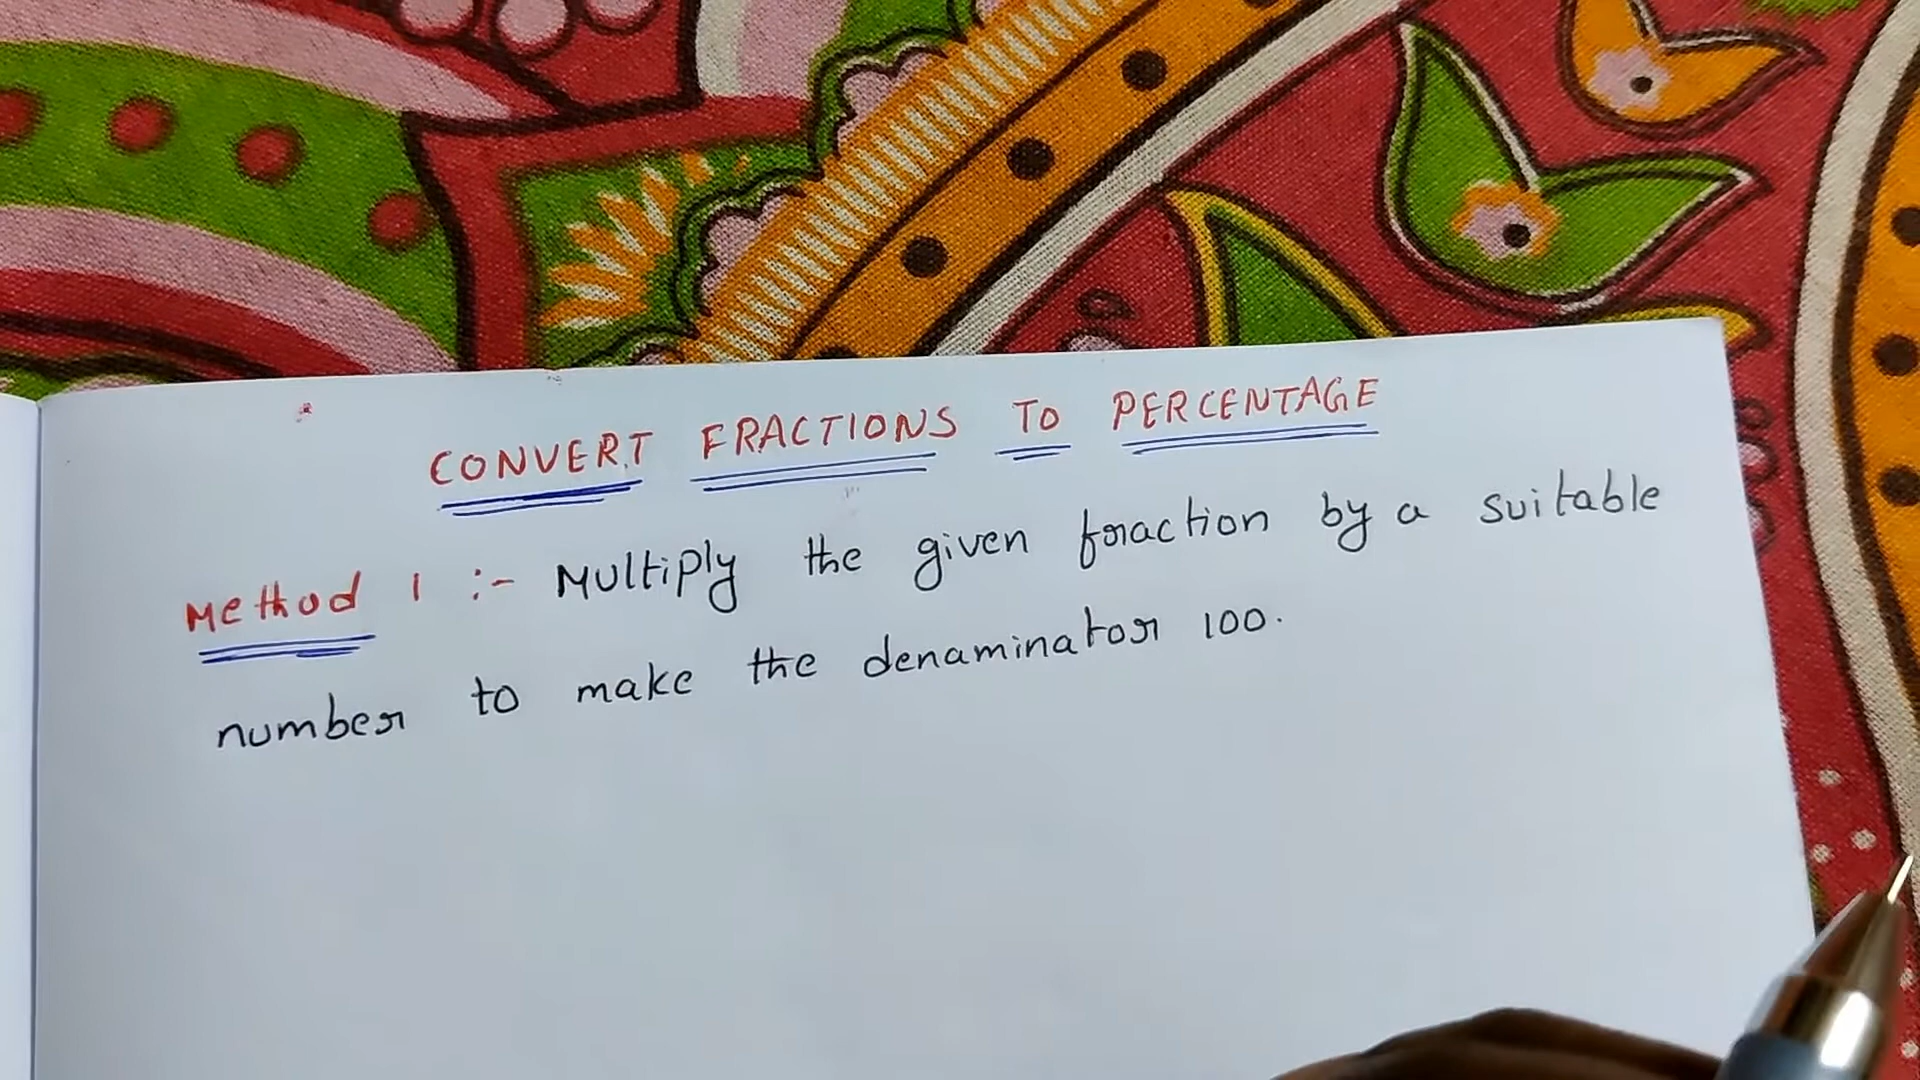 CONVERT FRACTIONS TO PERCENTAGE
Method 1 :- Multiply the given fraction by a suitable
number to make the denaminator 100.